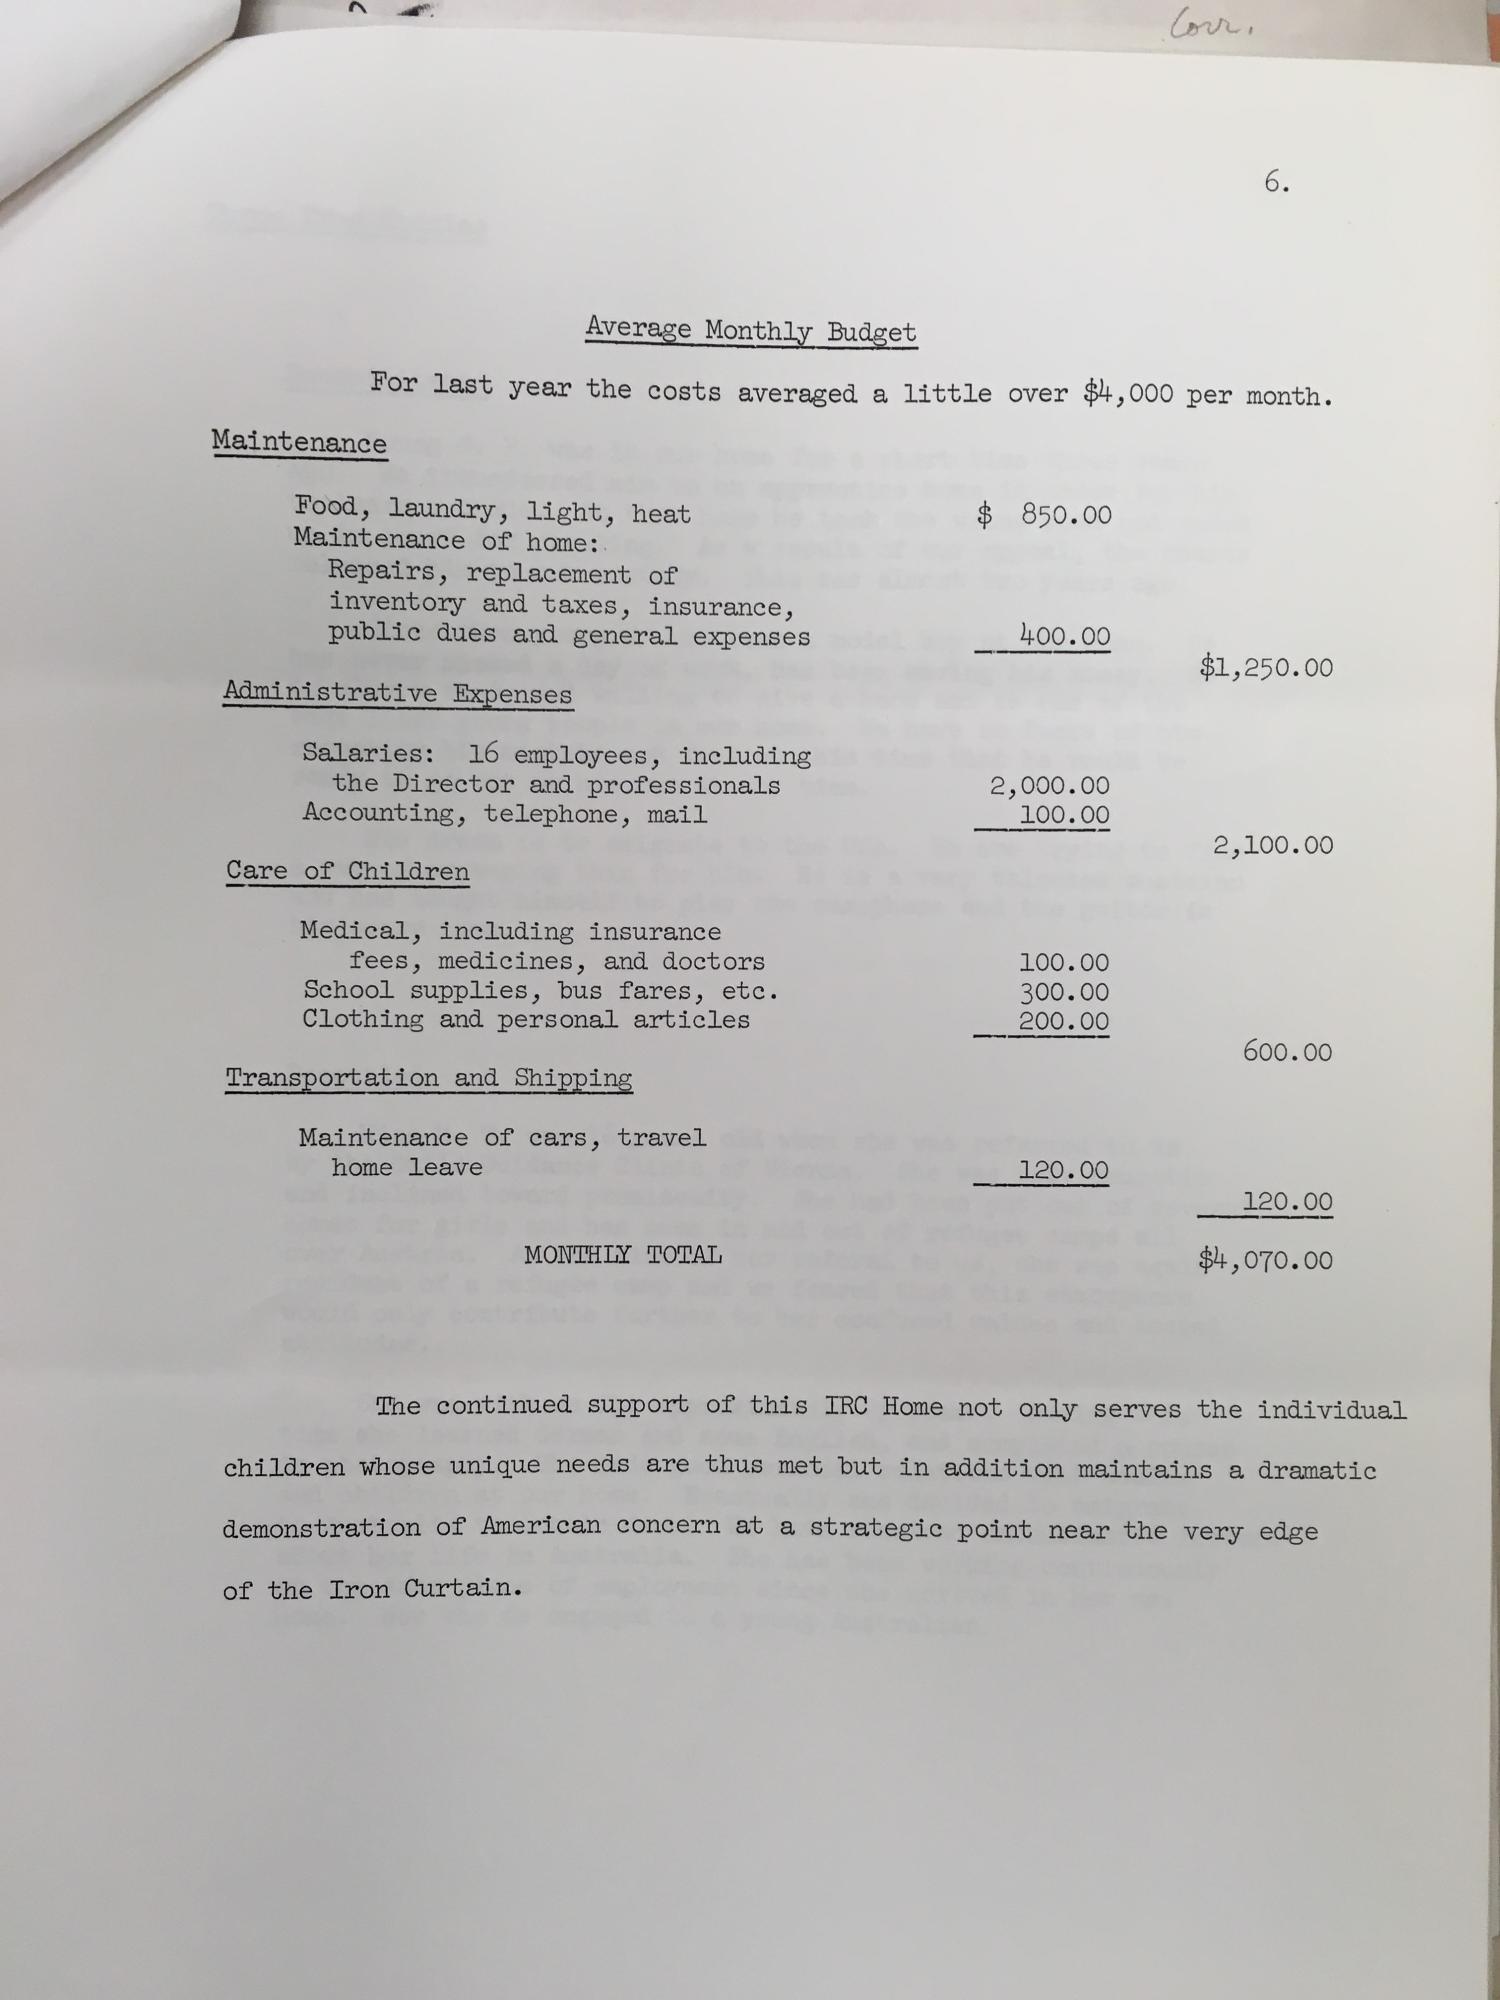 Corr.
6.
Average Monthly Budget
For last year the costs averaged a little over $4,000 per month.
Maintenance
Food, laundry, light, heat $ 850.00
Maintenance of home:
Repairs, replacement of
inventory and taxes, insurance,
public dues and general expenses 400.00
$1,250.00
Administrative Expenses
Salaries: 16 employees, including
the Director and professionals 2,000.00
Accounting, telephone, mail 100.00
2,100.00
Care of Children
Medical, including insurance
fees, medicines, and doctors 100.00
School supplies, bus fares, etc. 300.00
Clothing and personal articles 200.00
600.00
Transportation and Shipping
Maintenance of cars, travel
home leave 120.00
120.00
MONTHLY TOTAL $4,070.00
The continued support of this IRC Home not only serves the individual
children whose unique needs are thus met but in addition maintains a dramatic
demonstration of American concern at a strategic point near the very edge
of the Iron Curtain.